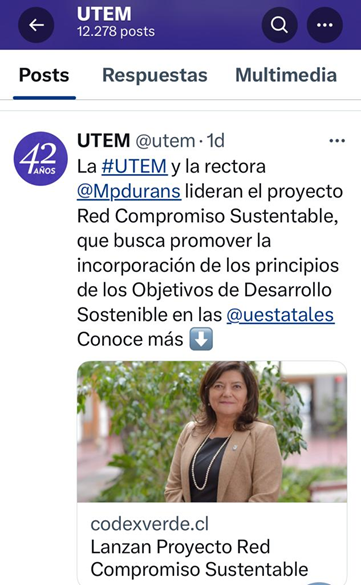 UTEM
12.278 posts
Posts Respuestas Multimedia
42
AÑOS
UTEM @utem · 1d
La #UTEM y la rectora
@Mpdurans lideran el proyecto
Red Compromiso Sustentable,
que busca promover la
incorporación de los principios
de los Objetivos de Desarrollo
Sostenible en las @uestatales
Conoce más ⬇️
codexverde.cl
Lanzan Proyecto Red
Compromiso Sustentable